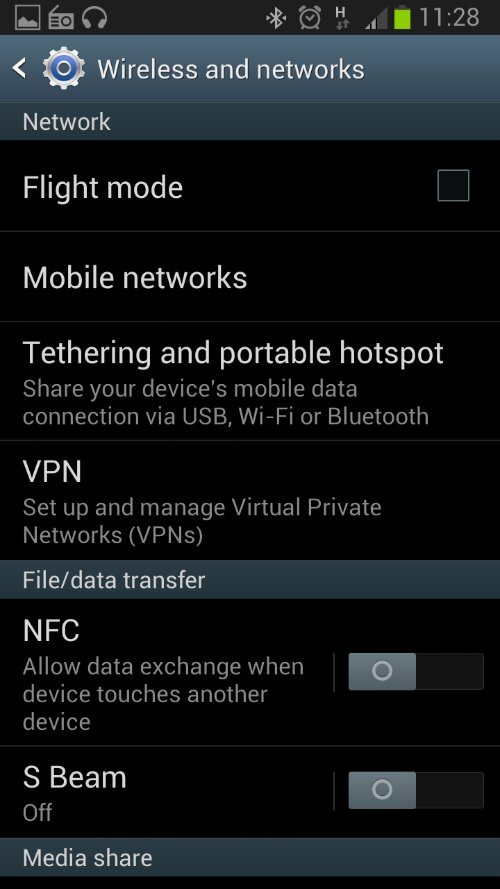 H 11:28
Wireless and networks
Network
Flight mode
Mobile networks
Tethering and portable hotspot
Share your device's mobile data
connection via USB, Wi-Fi or Bluetooth
VPN
Set up and manage Virtual Private
Networks (VPNs)
File/data transfer
NFC
Allow data exchange when
device touches another
device
S Beam
Off
Media share